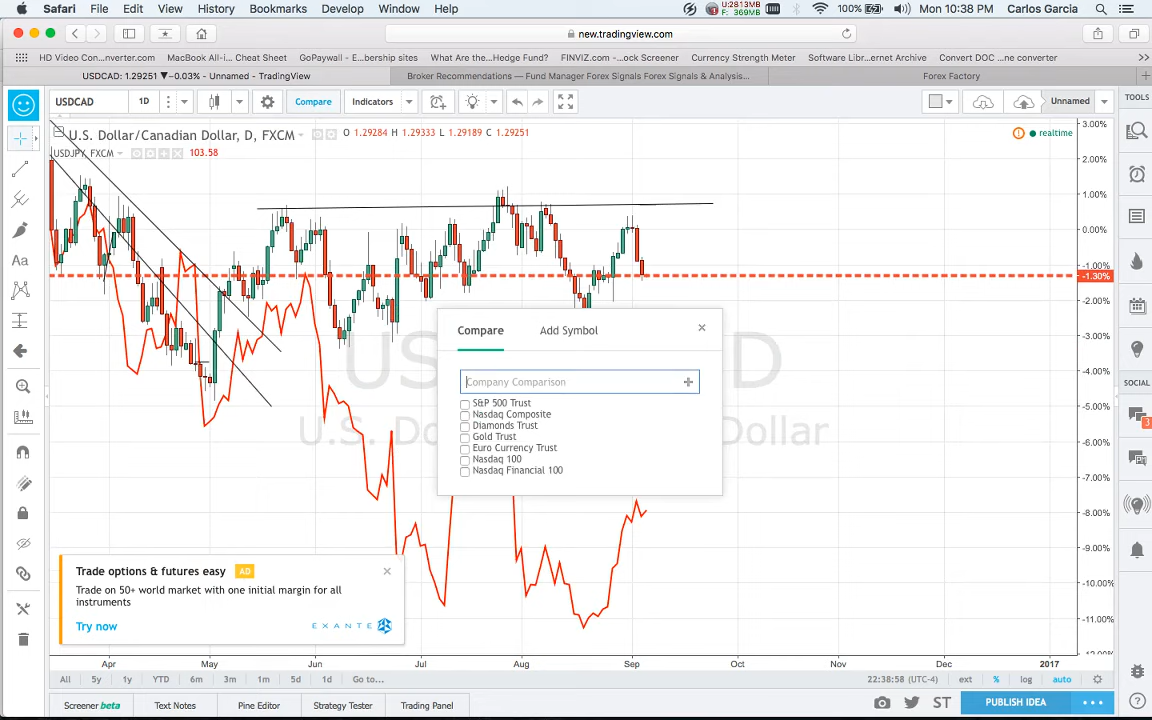 Safari File Edit View History Bookmarks Develop Window Help U:2813MB F: 369MB 100% Mon 10:38 PM Carlos Garcia
new.tradingview.com
HD Video Con...nverter.com MacBook All-i... Cheat Sheet GoPaywall - E...bership sites What Are the...Hedge Fund? FINVIZ.com - ...ock Screener Currency Strength Meter Software Libr...ernet Archive Convert DOC ...ne converter
USDCAD: 1.29251 ▼−0.03% - Unnamed - TradingView Broker Recommendations — Fund Manager Forex Signals Forex Signals & Analysis... Forex Factory
USDCAD 1D Compare Indicators Unnamed TOOLS
U.S. Dollar/Canadian Dollar, D, FXCM O 1.29284 H 1.29333 L 1.29189 C 1.29251 realtime
USDJPY, FXCM 103.58
3.00%
2.00%
1.00%
0.00%
-1.00%
-1.30%
-2.00%
-3.00%
-4.00%
-5.00%
-6.00%
-7.00%
-8.00%
-9.00%
-10.00%
-11.00%
Compare Add Symbol
Company Comparison
S&P 500 Trust
Nasdaq Composite
Diamonds Trust
Gold Trust
Euro Currency Trust
Nasdaq 100
Nasdaq Financial 100
SOCIAL
3
Aa
Trade options & futures easy AD
Trade on 50+ world market with one initial margin for all
instruments
Try now EXANTE
Apr May Jun Jul Aug Sep Oct Nov Dec 2017
All 5y 1y YTD 6m 3m 1m 5d 1d Go to... 22:38:58 (UTC-4) ext % log auto
Screener beta Text Notes Pine Editor Strategy Tester Trading Panel ST PUBLISH IDEA